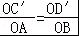 OC′/OA = OD′/OB